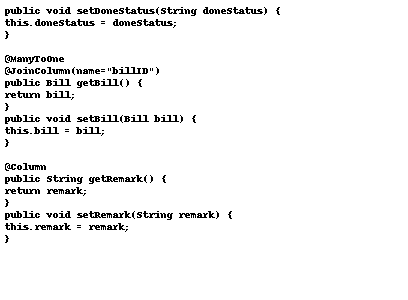 public void setDoneStatus(String doneStatus) {
this.doneStatus = doneStatus;
}
@ManyToOne
@JoinColumn(name="billID")
public Bill getBill() {
return bill;
}
public void setBill(Bill bill) {
this.bill = bill;
}
@Column
public String getRemark() {
return remark;
}
public void setRemark(String remark) {
this.remark = remark;
}